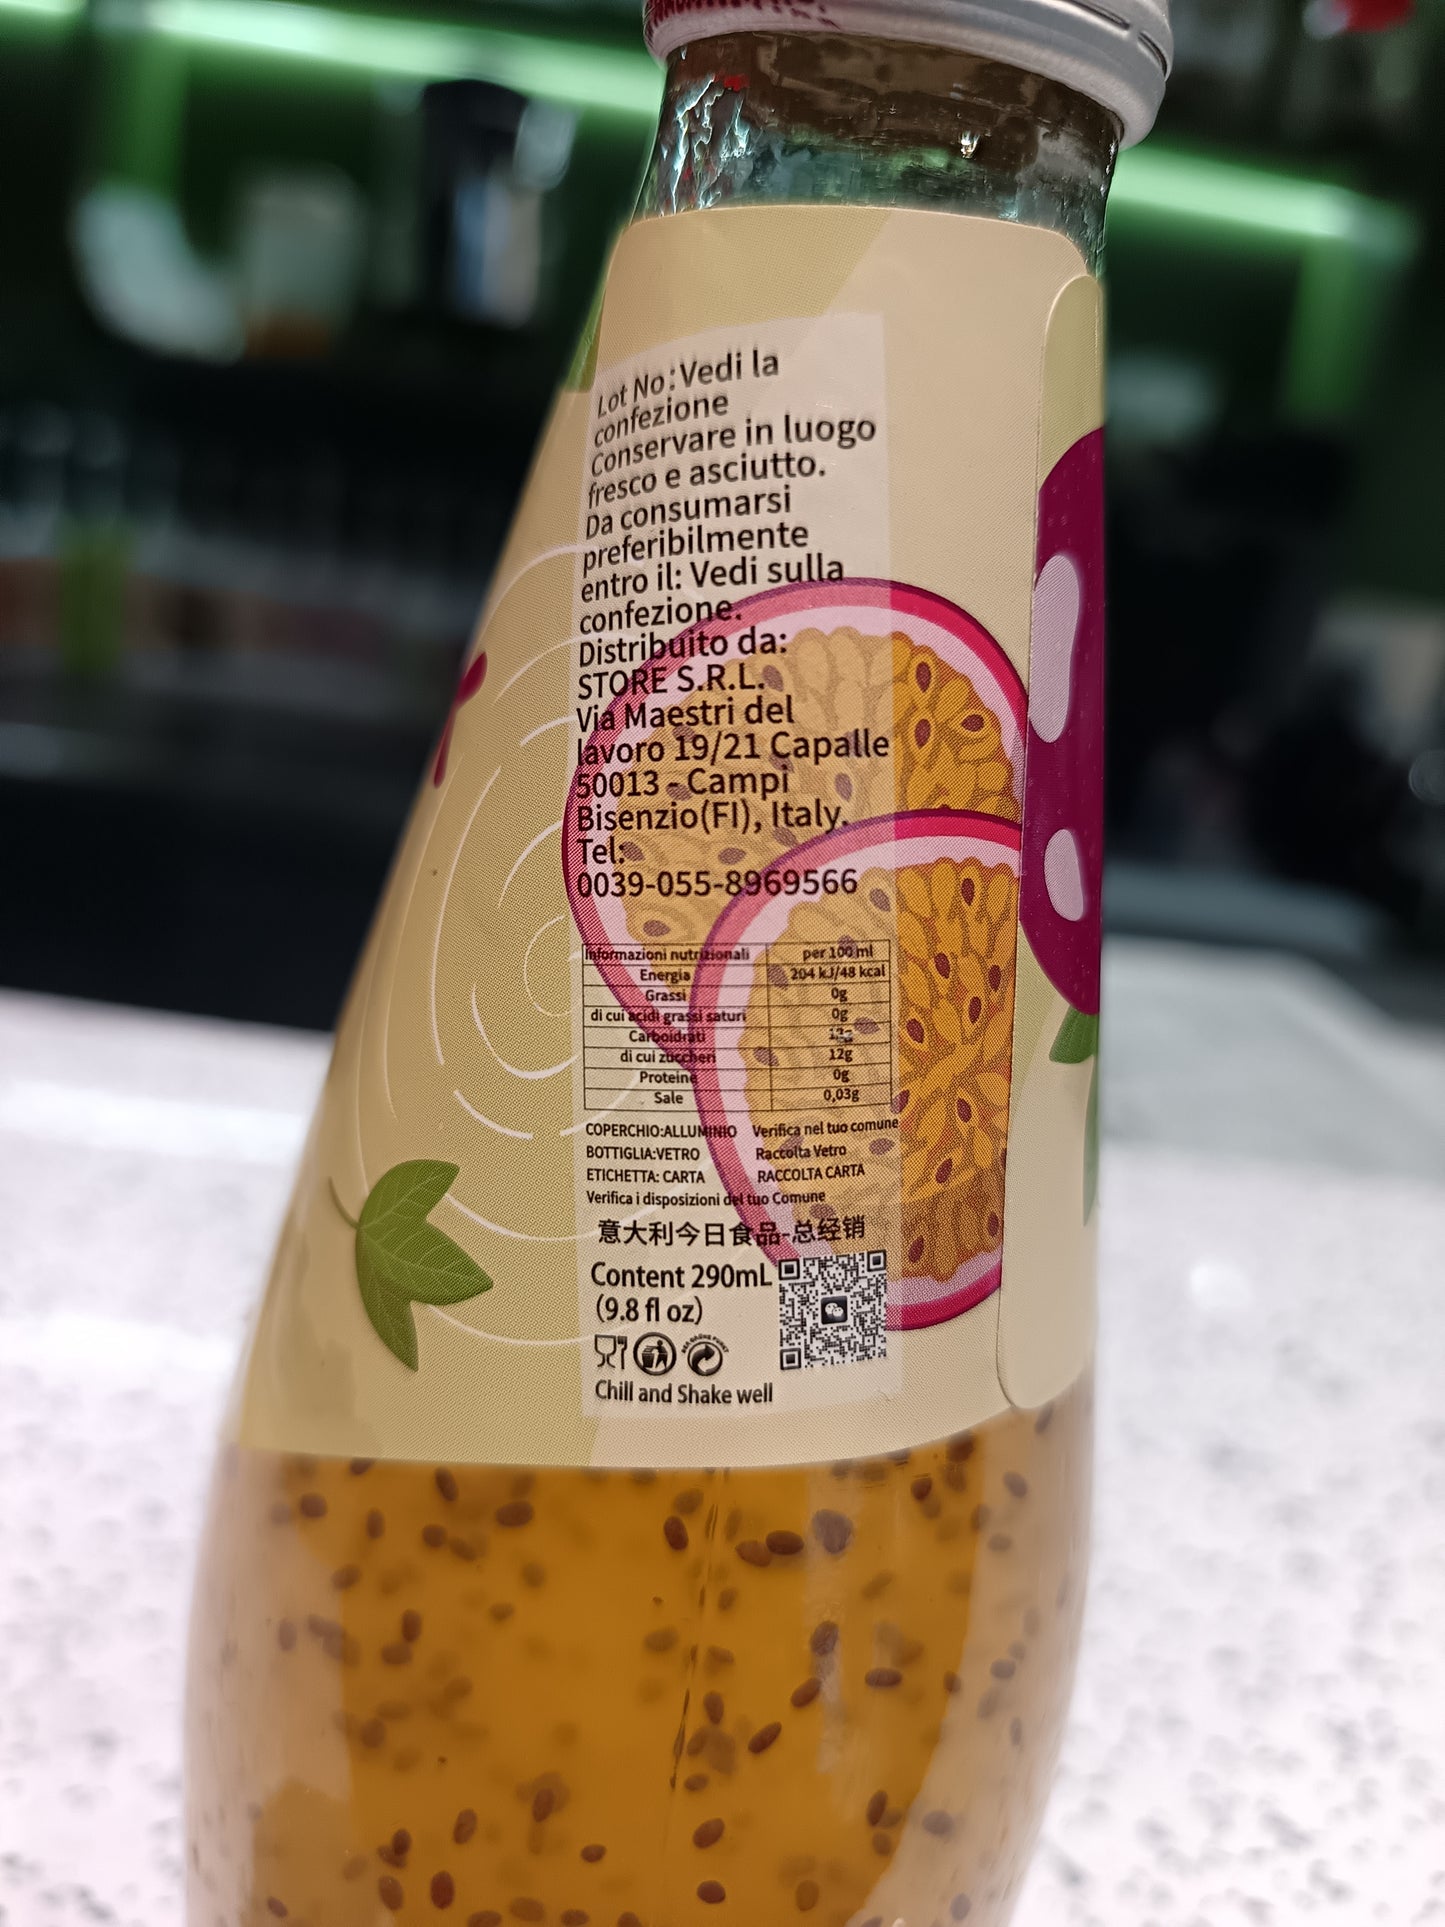 Lot No: Vedi la
confezione
Conservare in luogo
fresco e asciutto.
Da consumarsi
preferibilmente
entro il: Vedi sulla
confezione.
Distribuito da:
STORE S.R.L.
Via Maestri del
lavoro 19/21 Capalle
50013 - Campi
Bisenzio(FI), Italy.
Tel:
0039-055-8969566
Informazioni nutrizionali per 100 ml
Energia 204 kJ/48 kcal
Grassi 0g
di cui acidi grassi saturi 0g
Carboidrati
di cui zuccheri 12g
Proteine 0g
Sale 0,03g
COPERCHIO:ALLUMINIO Verifica nel tuo comune
BOTTIGLIA:VETRO Raccolta Vetro
ETICHETTA: CARTA RACCOLTA CARTA
Verifica i disposizioni del tuo Comune
意大利今日食品-总经销
Content 290mL
(9.8 fl oz)
Chill and Shake well